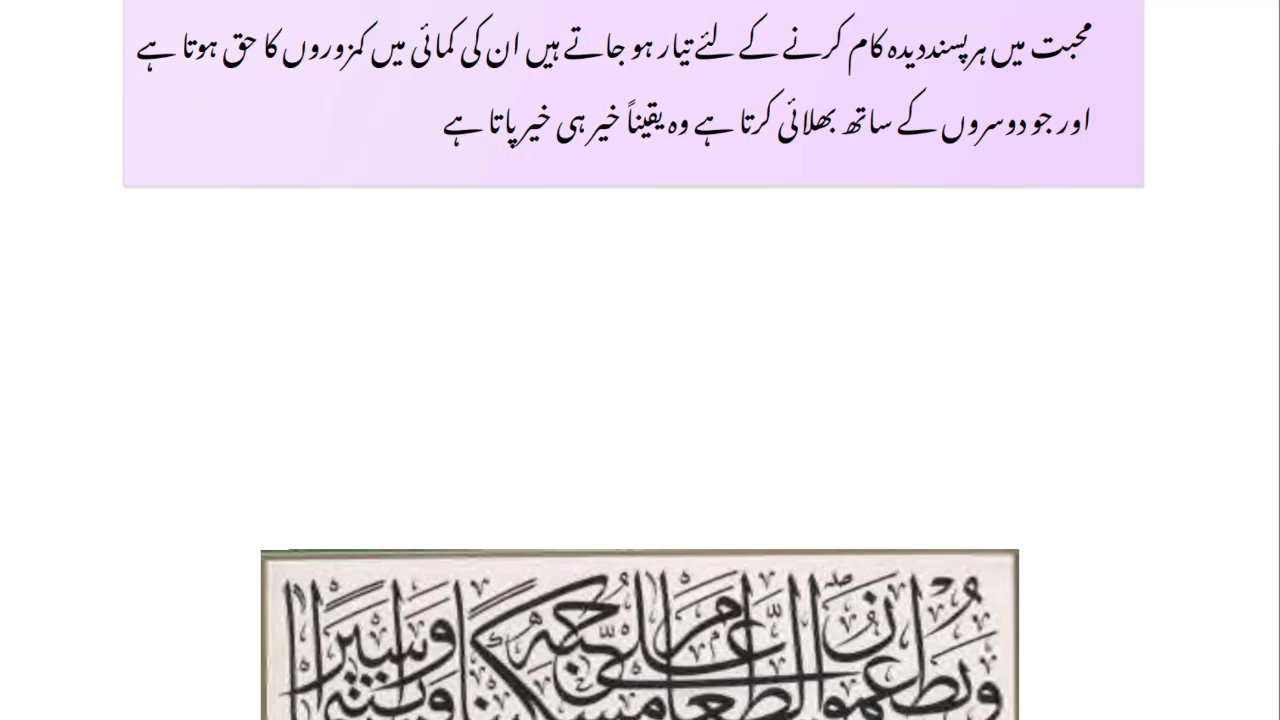 محبت میں ہر پسندیدہ کام کرنے کے لئے تیار ہو جاتے ہیں ان کی کمائی میں کمزوروں کا حق ہوتا ہے
اور جو دوسروں کے ساتھ بھلائی کرتا ہے وہ یقیناً خیر ہی خیر پاتا ہے
ويطعمون الطعام على حبه مسكينا ويتيما وأسيرا